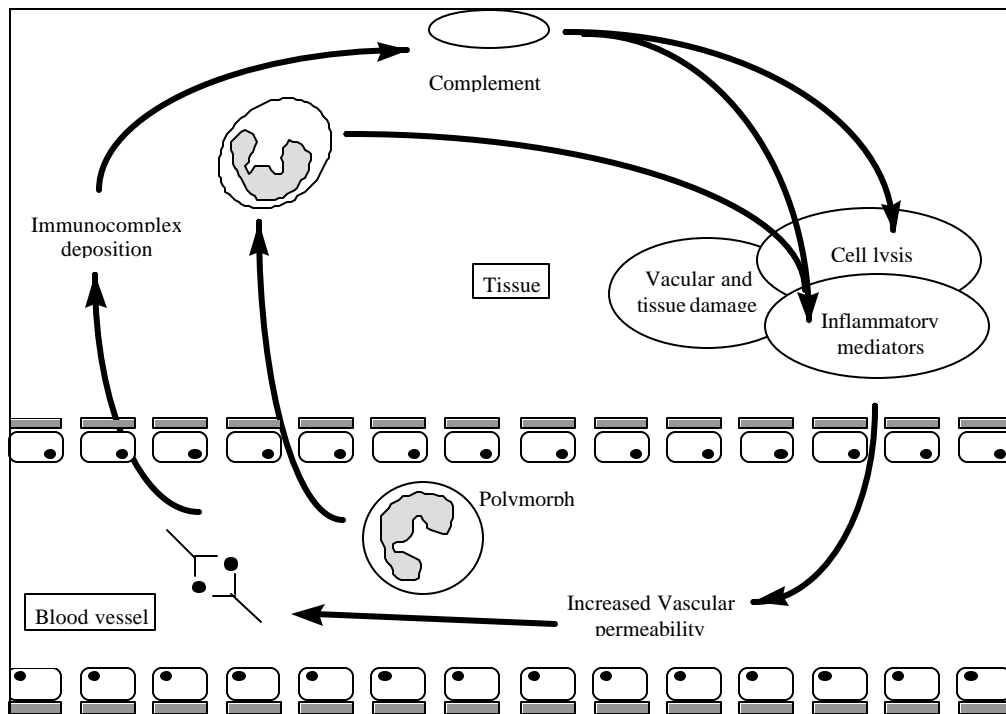 Complement
Immunocomplex
deposition
Tissue
Vacular and
tissue damage
Cell lysis
Inflammatory
mediators
Polymorph
Blood vessel
Increased Vascular
permeability